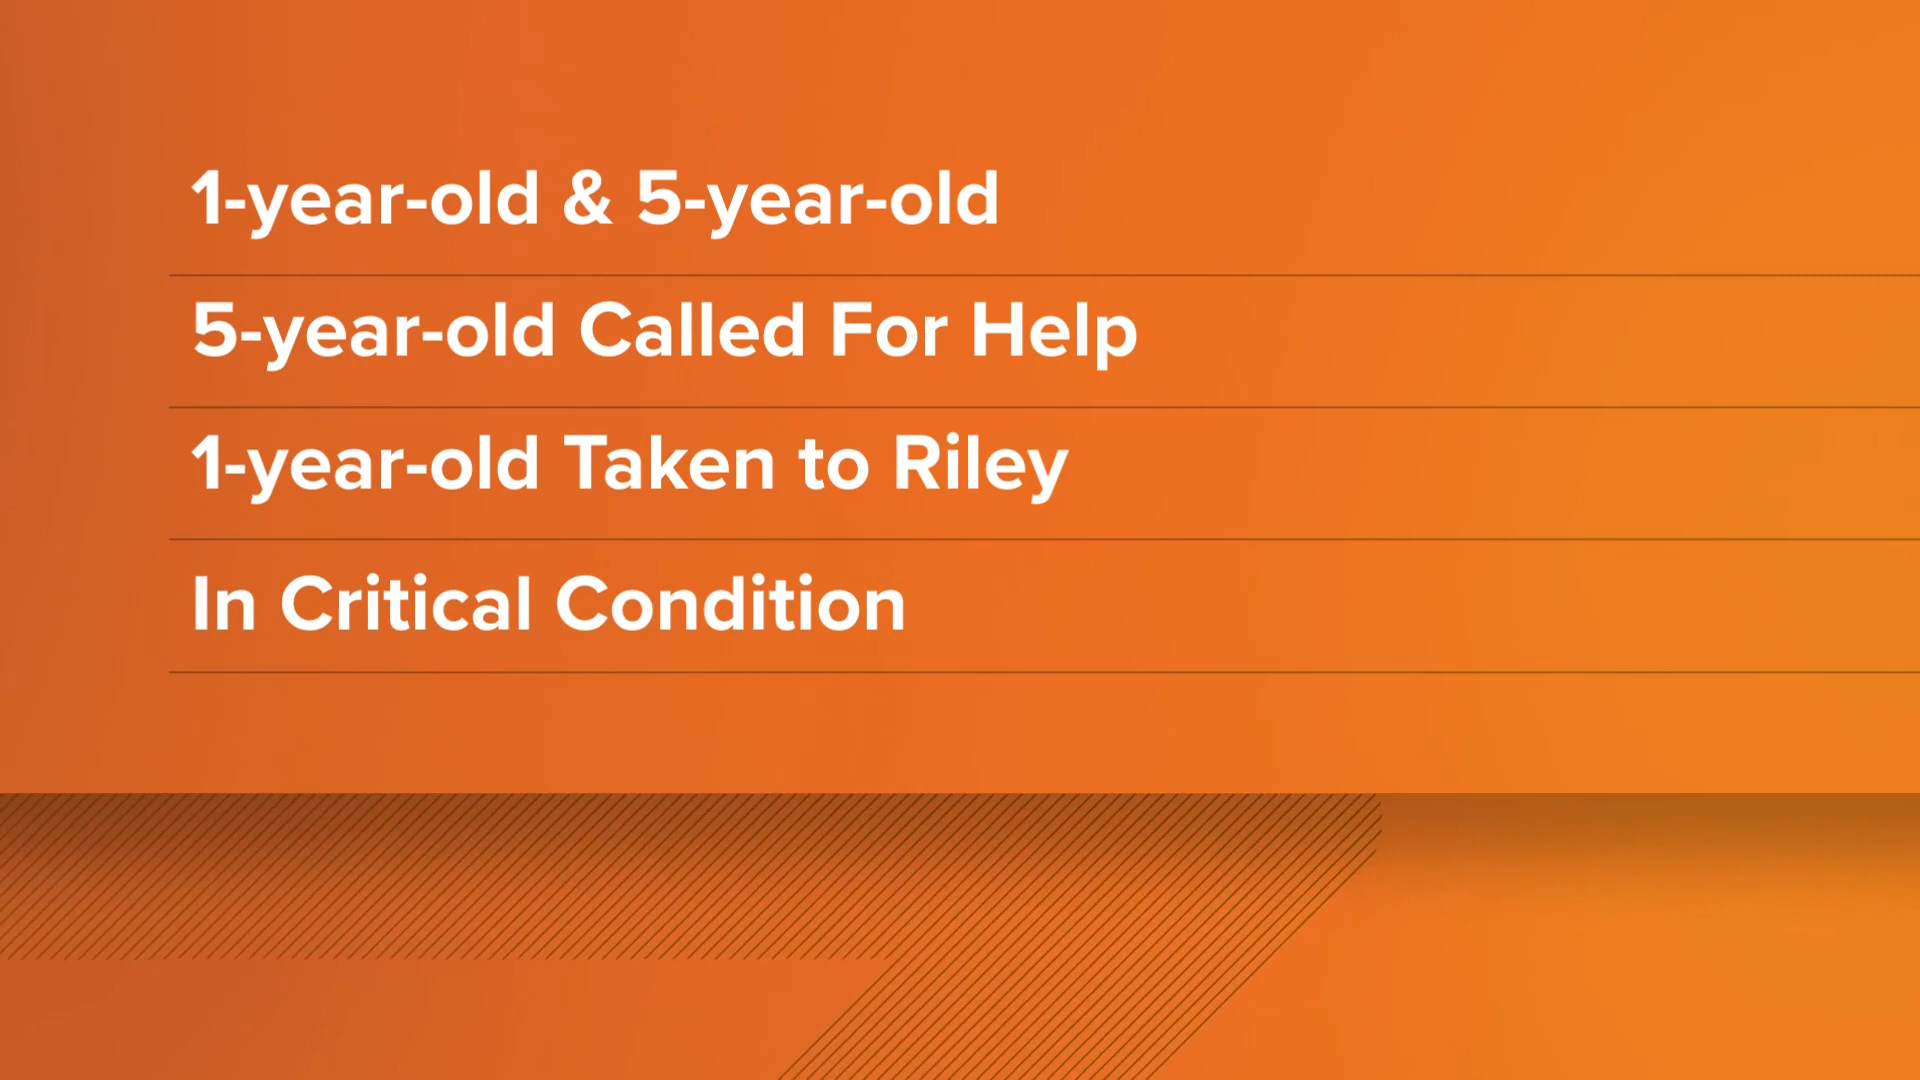 1-year-old & 5-year-old
5-year-old Called For Help
1-year-old Taken to Riley
In Critical Condition